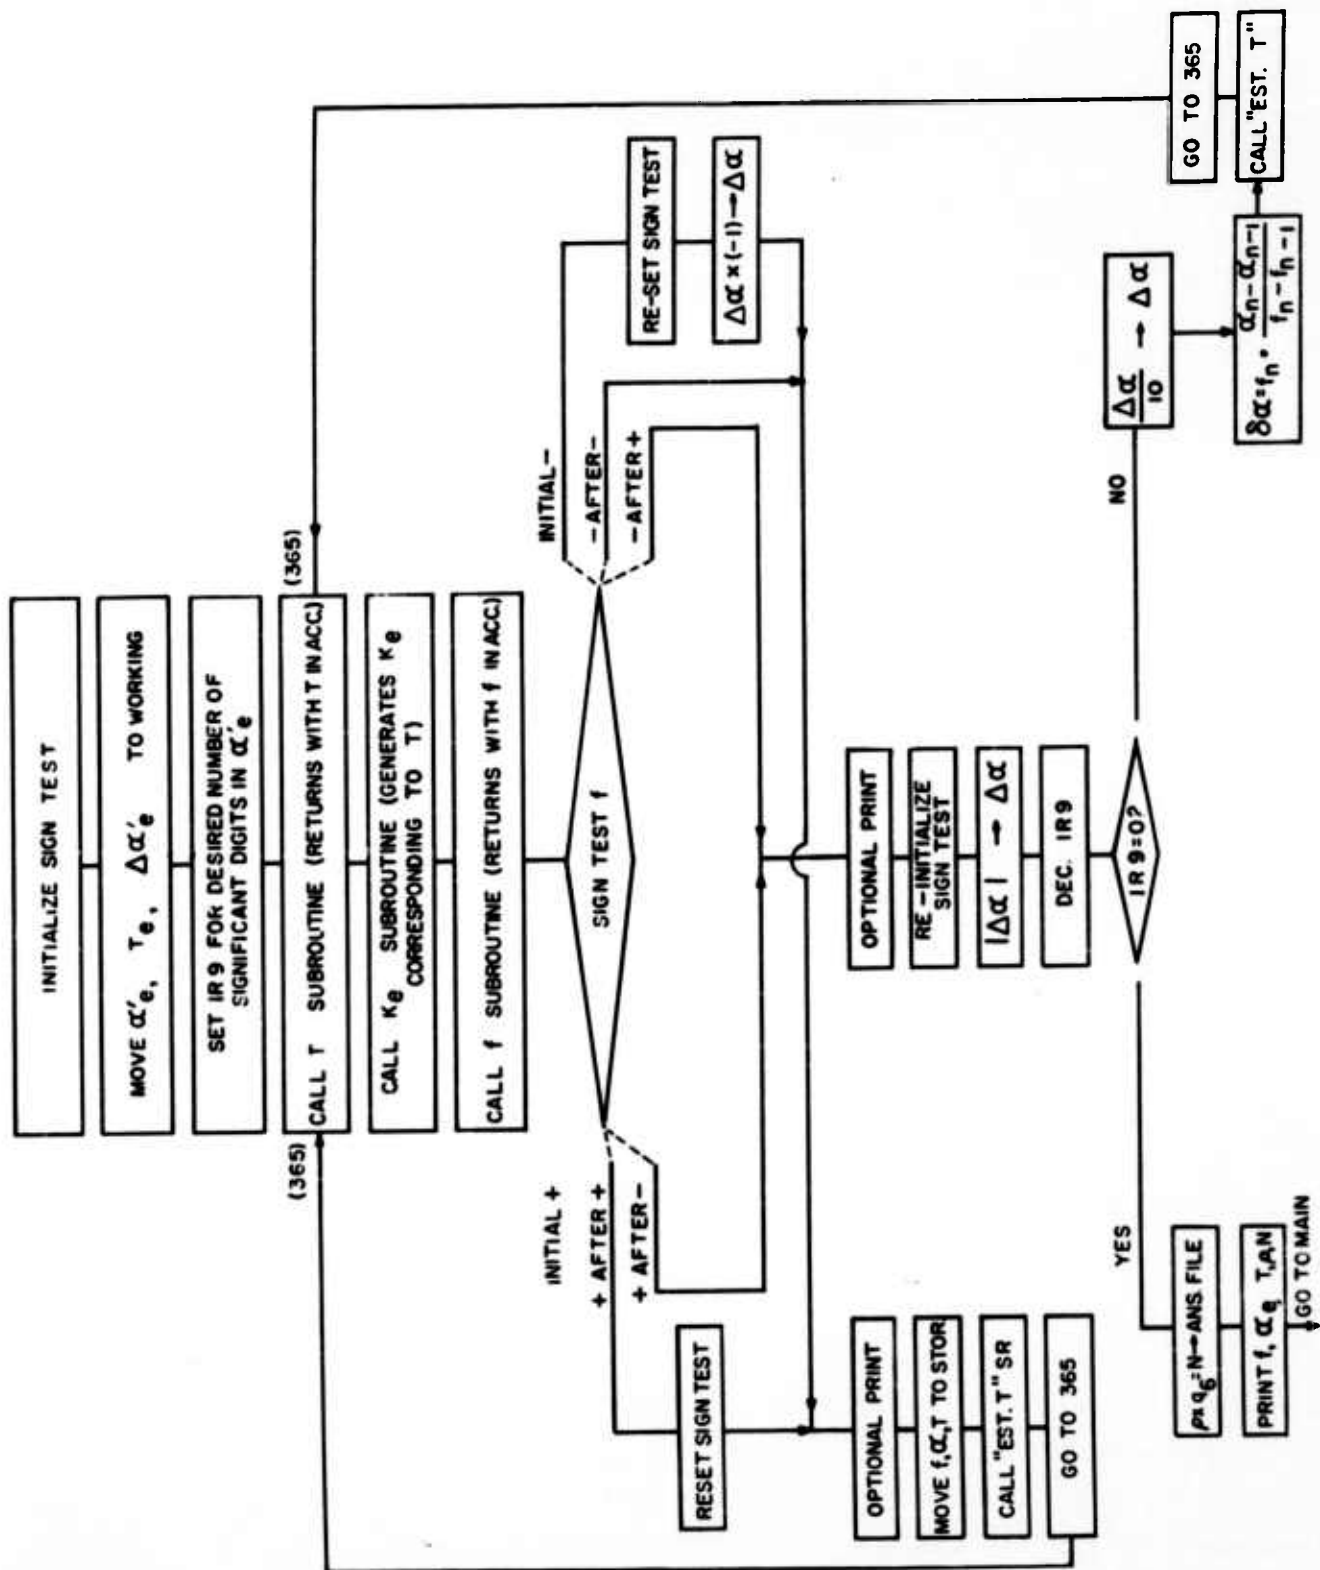 INITIALIZE SIGN TEST
MOVE α'e, Te, Δα'e TO WORKING
SET IR 9 FOR DESIRED NUMBER OF
SIGNIFICANT DIGITS IN α'e
(365)
(365)
CALL T SUBROUTINE (RETURNS WITH T IN ACC.)
CALL Ke SUBROUTINE (GENERATES Ke
CORRESPONDING TO T)
CALL f SUBROUTINE (RETURNS WITH f IN ACC.)
SIGN TEST f
INITIAL +
+ AFTER +
+ AFTER -
INITIAL -
- AFTER -
- AFTER +
RESET SIGN TEST
RE-SET SIGN TEST
Δα × (-1) → Δα
OPTIONAL PRINT
MOVE f, α, T TO STOR.
CALL "EST. T" SR
GO TO 365
OPTIONAL PRINT
RE-INITIALIZE
SIGN TEST
|Δα| → Δα
DEC. IR 9
IR 9=0?
YES
NO
q6=N→ANS FILE
PRINT f, αe, T, A, N
GO TO MAIN
Δα/10 → Δα
δα=fn · (αn-αn-1)/(fn-fn-1)
CALL "EST. T"
GO TO 365